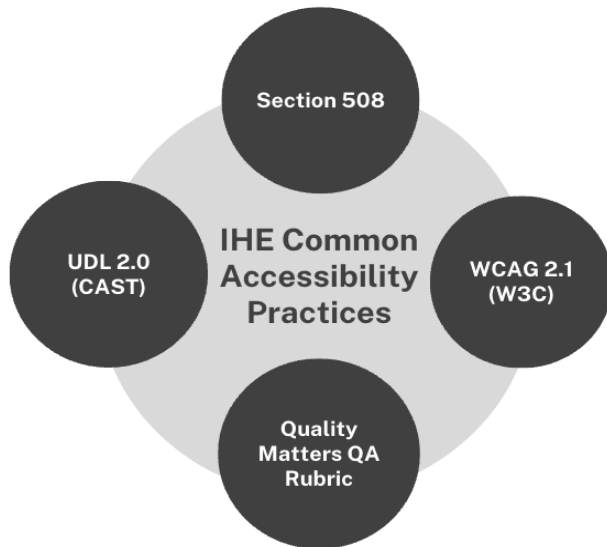 Section 508
UDL 2.0
(CAST)
IHE Common
Accessibility
Practices
WCAG 2.1
(W3C)
Quality
Matters QA
Rubric